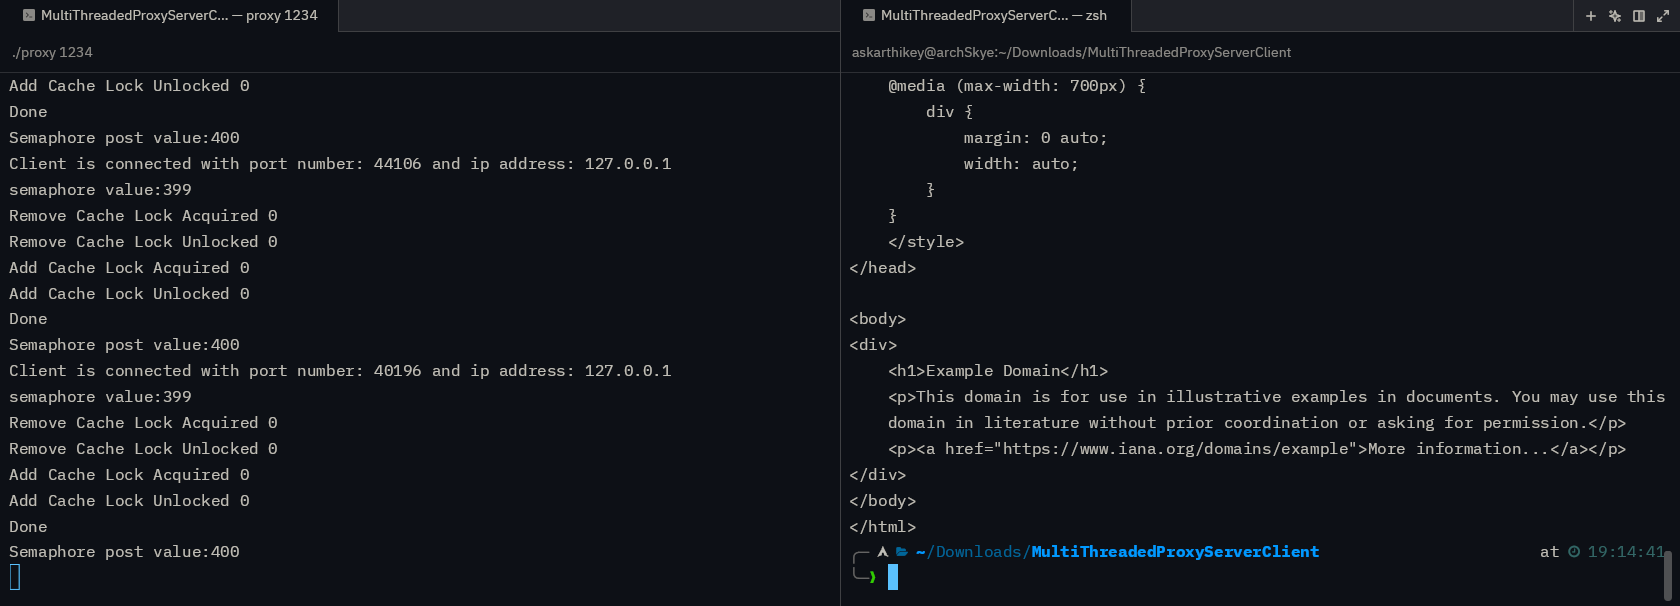 MultiThreadedProxyServerC... — proxy 1234
./proxy 1234
Add Cache Lock Unlocked 0
Done
Semaphore post value:400
Client is connected with port number: 44106 and ip address: 127.0.0.1
semaphore value:399
Remove Cache Lock Acquired 0
Remove Cache Lock Unlocked 0
Add Cache Lock Acquired 0
Add Cache Lock Unlocked 0
Done
Semaphore post value:400
Client is connected with port number: 40196 and ip address: 127.0.0.1
semaphore value:399
Remove Cache Lock Acquired 0
Remove Cache Lock Unlocked 0
Add Cache Lock Acquired 0
Add Cache Lock Unlocked 0
Done
Semaphore post value:400
MultiThreadedProxyServerC... — zsh
askarthikey@archSkye:~/Downloads/MultiThreadedProxyServerClient
    @media (max-width: 700px) {
        div {
            margin: 0 auto;
            width: auto;
        }
    }
    </style>
</head>

<body>
<div>
    <h1>Example Domain</h1>
    <p>This domain is for use in illustrative examples in documents. You may use this
    domain in literature without prior coordination or asking for permission.</p>
    <p><a href="https://www.iana.org/domains/example">More information...</a></p>
</div>
</body>
</html>
~/Downloads/MultiThreadedProxyServerClient at 19:14:41